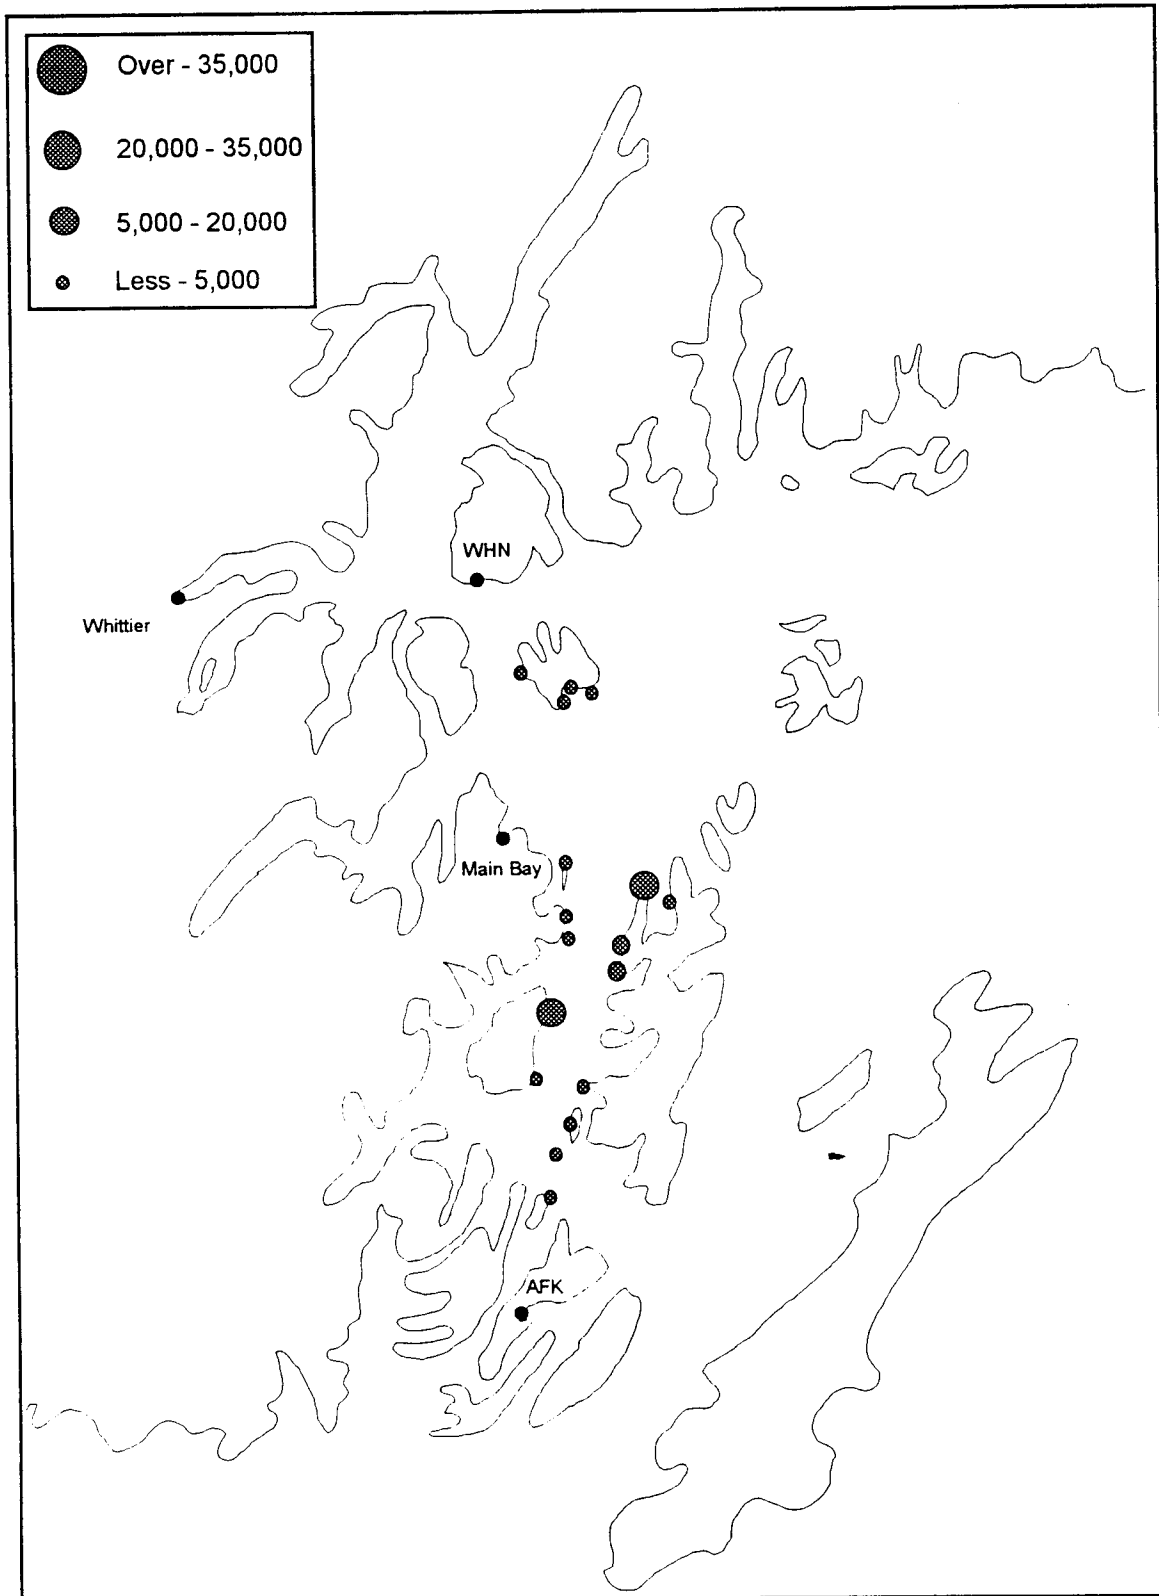 Over - 35,000
20,000 - 35,000
5,000 - 20,000
Less - 5,000
WHN
Whittier
Main Bay
AFK